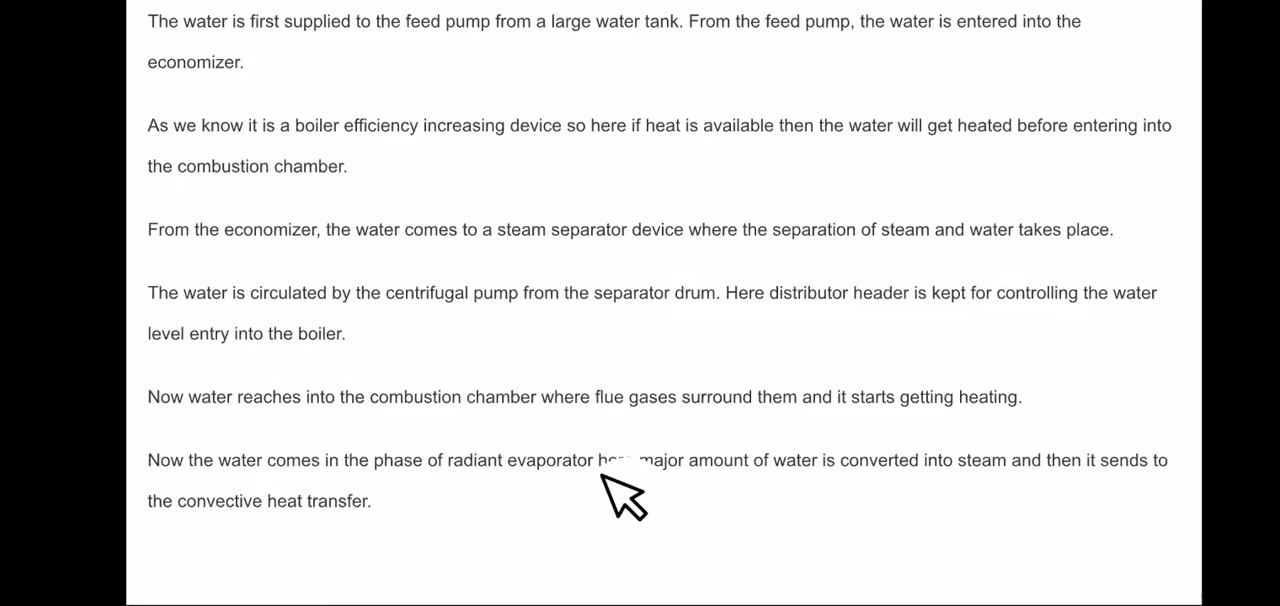 The water is first supplied to the feed pump from a large water tank. From the feed pump, the water is entered into the
economizer.
As we know it is a boiler efficiency increasing device so here if heat is available then the water will get heated before entering into
the combustion chamber.
From the economizer, the water comes to a steam separator device where the separation of steam and water takes place.
The water is circulated by the centrifugal pump from the separator drum. Here distributor header is kept for controlling the water
level entry into the boiler.
Now water reaches into the combustion chamber where flue gases surround them and it starts getting heating.
Now the water comes in the phase of radiant evaporator major amount of water is converted into steam and then it sends to
the convective heat transfer.